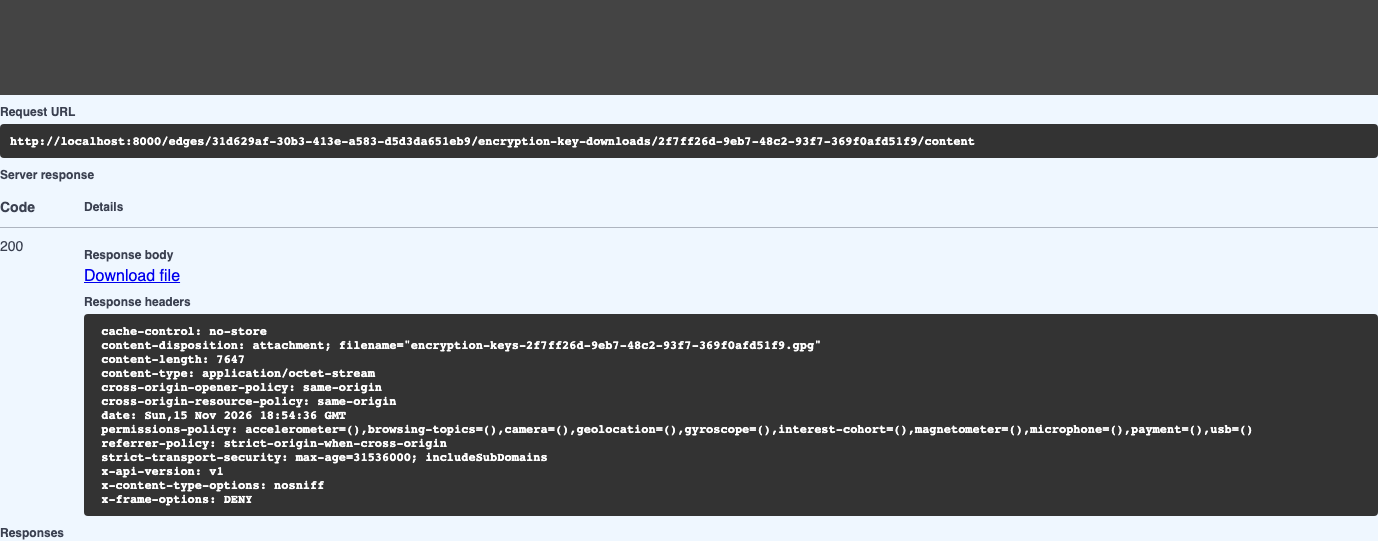 Request URL
http://localhost:8000/edges/31d629af-30b3-413e-a583-d5d3da651eb9/encryption-key-downloads/2f7ff26d-9eb7-48c2-93f7-369f0afd51f9/content
Server response
Code Details
200
Response body
Download file
Response headers
cache-control: no-store
content-disposition: attachment; filename="encryption-keys-2f7ff26d-9eb7-48c2-93f7-369f0afd51f9.gpg"
content-length: 7647
content-type: application/octet-stream
cross-origin-opener-policy: same-origin
cross-origin-resource-policy: same-origin
date: Sun,15 Nov 2026 18:54:36 GMT
permissions-policy: accelerometer=(),browsing-topics=(),camera=(),geolocation=(),gyroscope=(),interest-cohort=(),magnetometer=(),microphone=(),payment=(),usb=()
referrer-policy: strict-origin-when-cross-origin
strict-transport-security: max-age=31536000; includeSubDomains
x-api-version: v1
x-content-type-options: nosniff
x-frame-options: DENY
Responses